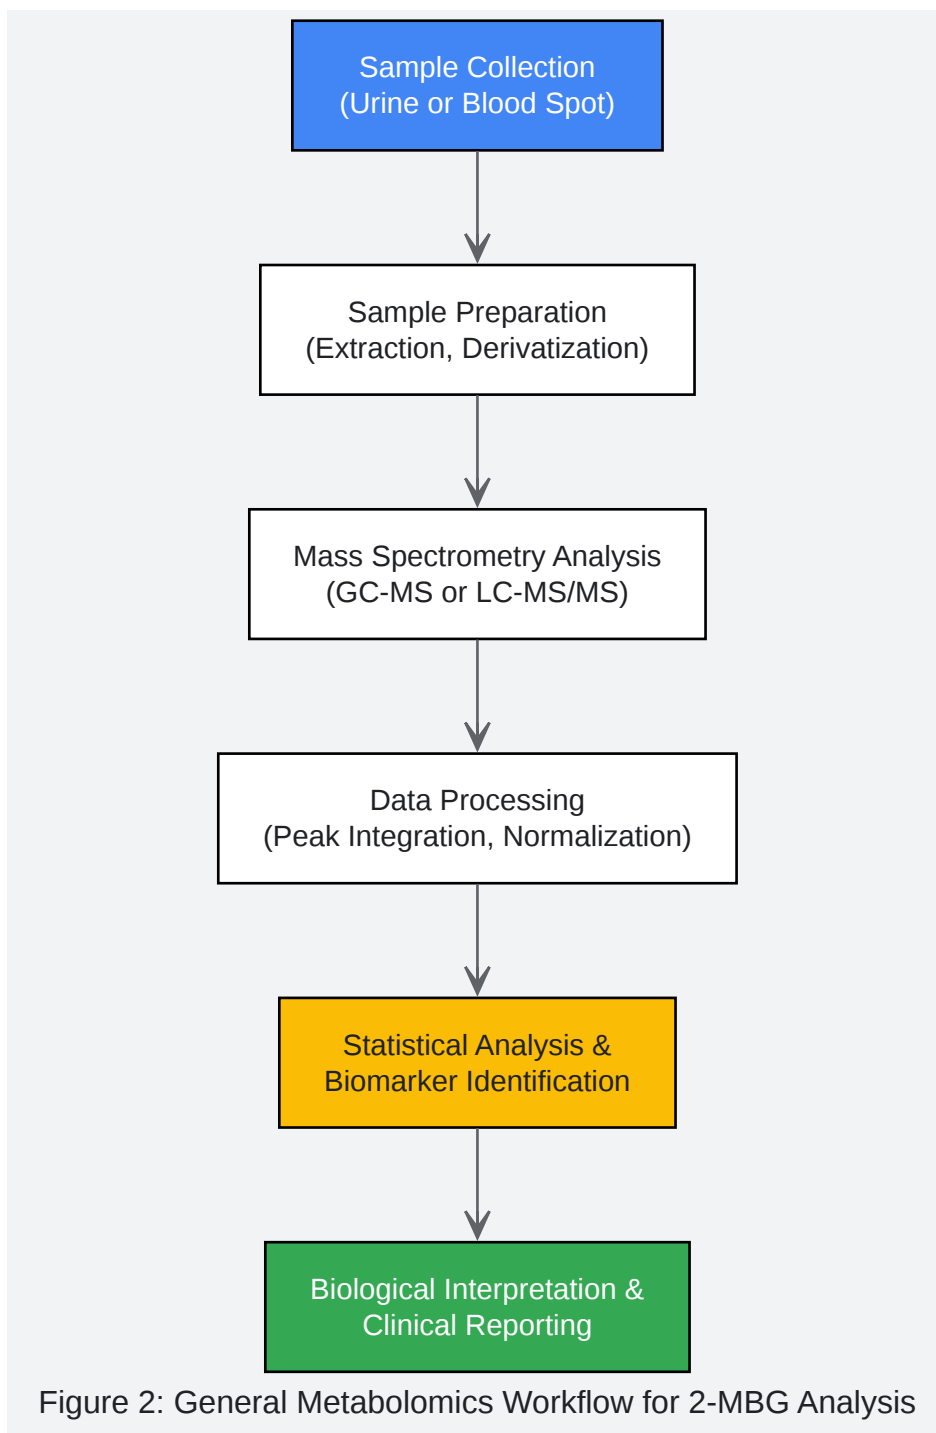 Sample Collection
(Urine or Blood Spot)
Sample Preparation
(Extraction, Derivatization)
Mass Spectrometry Analysis
(GC-MS or LC-MS/MS)
Data Processing
(Peak Integration, Normalization)
Statistical Analysis &
Biomarker Identification
Biological Interpretation &
Clinical Reporting
Figure 2: General Metabolomics Workflow for 2-MBG Analysis